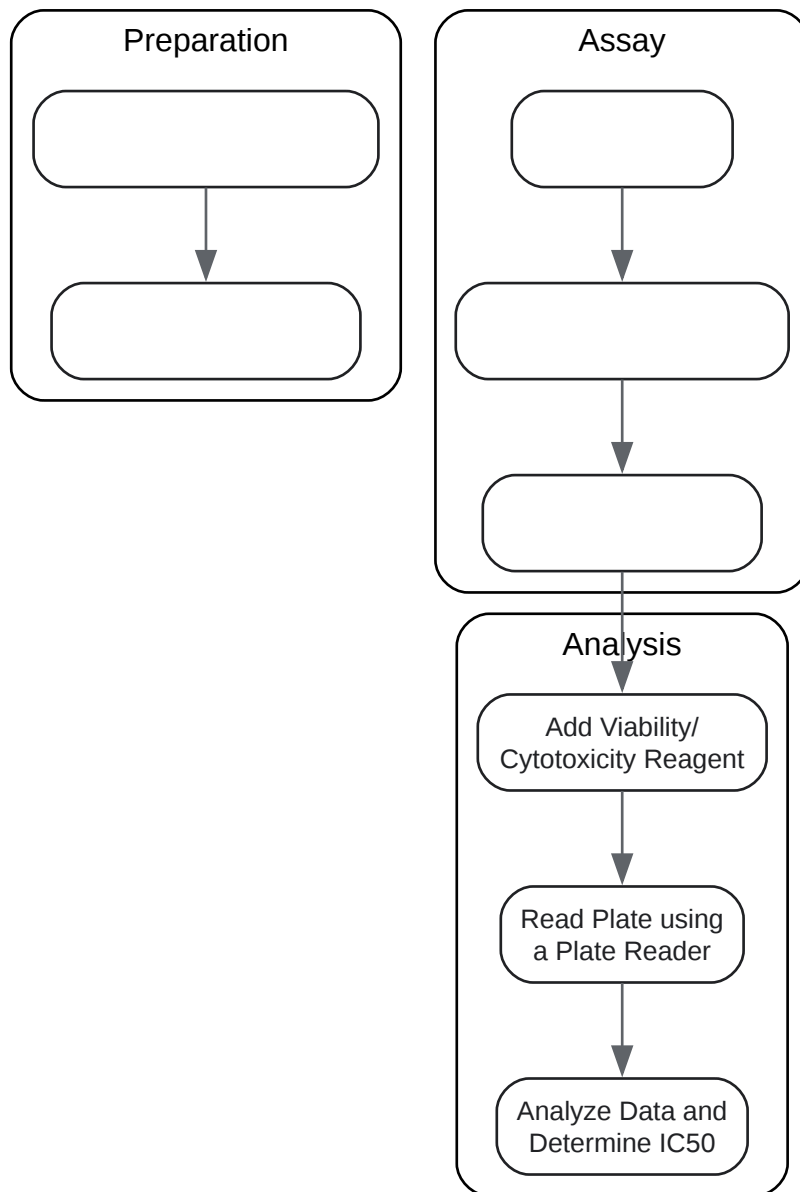 Preparation
Assay
Analysis
Add Viability/
Cytotoxicity Reagent
Read Plate using
a Plate Reader
Analyze Data and
Determine IC50